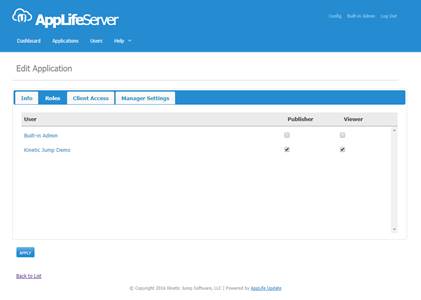 AppLifeServer
Config Built-in Admin Log Out
Dashboard Applications Users Help
Edit Application
Info Roles Client Access Manager Settings
User Publisher Viewer
Built-in Admin
Kinetic Jump Demo
APPLY
Back to List
© Copyright 2016 Kinetic Jump Software, LLC | Powered by AppLife Update